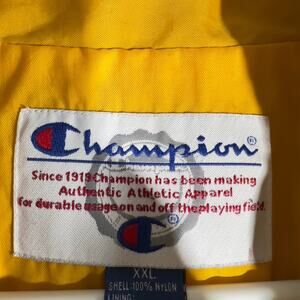 Champion®
Since 1919 Champion has been making
Authentic Athletic Apparel
for durable usage on and off the playing field.
XXL
SHELL: 100% NYLON
LINING: